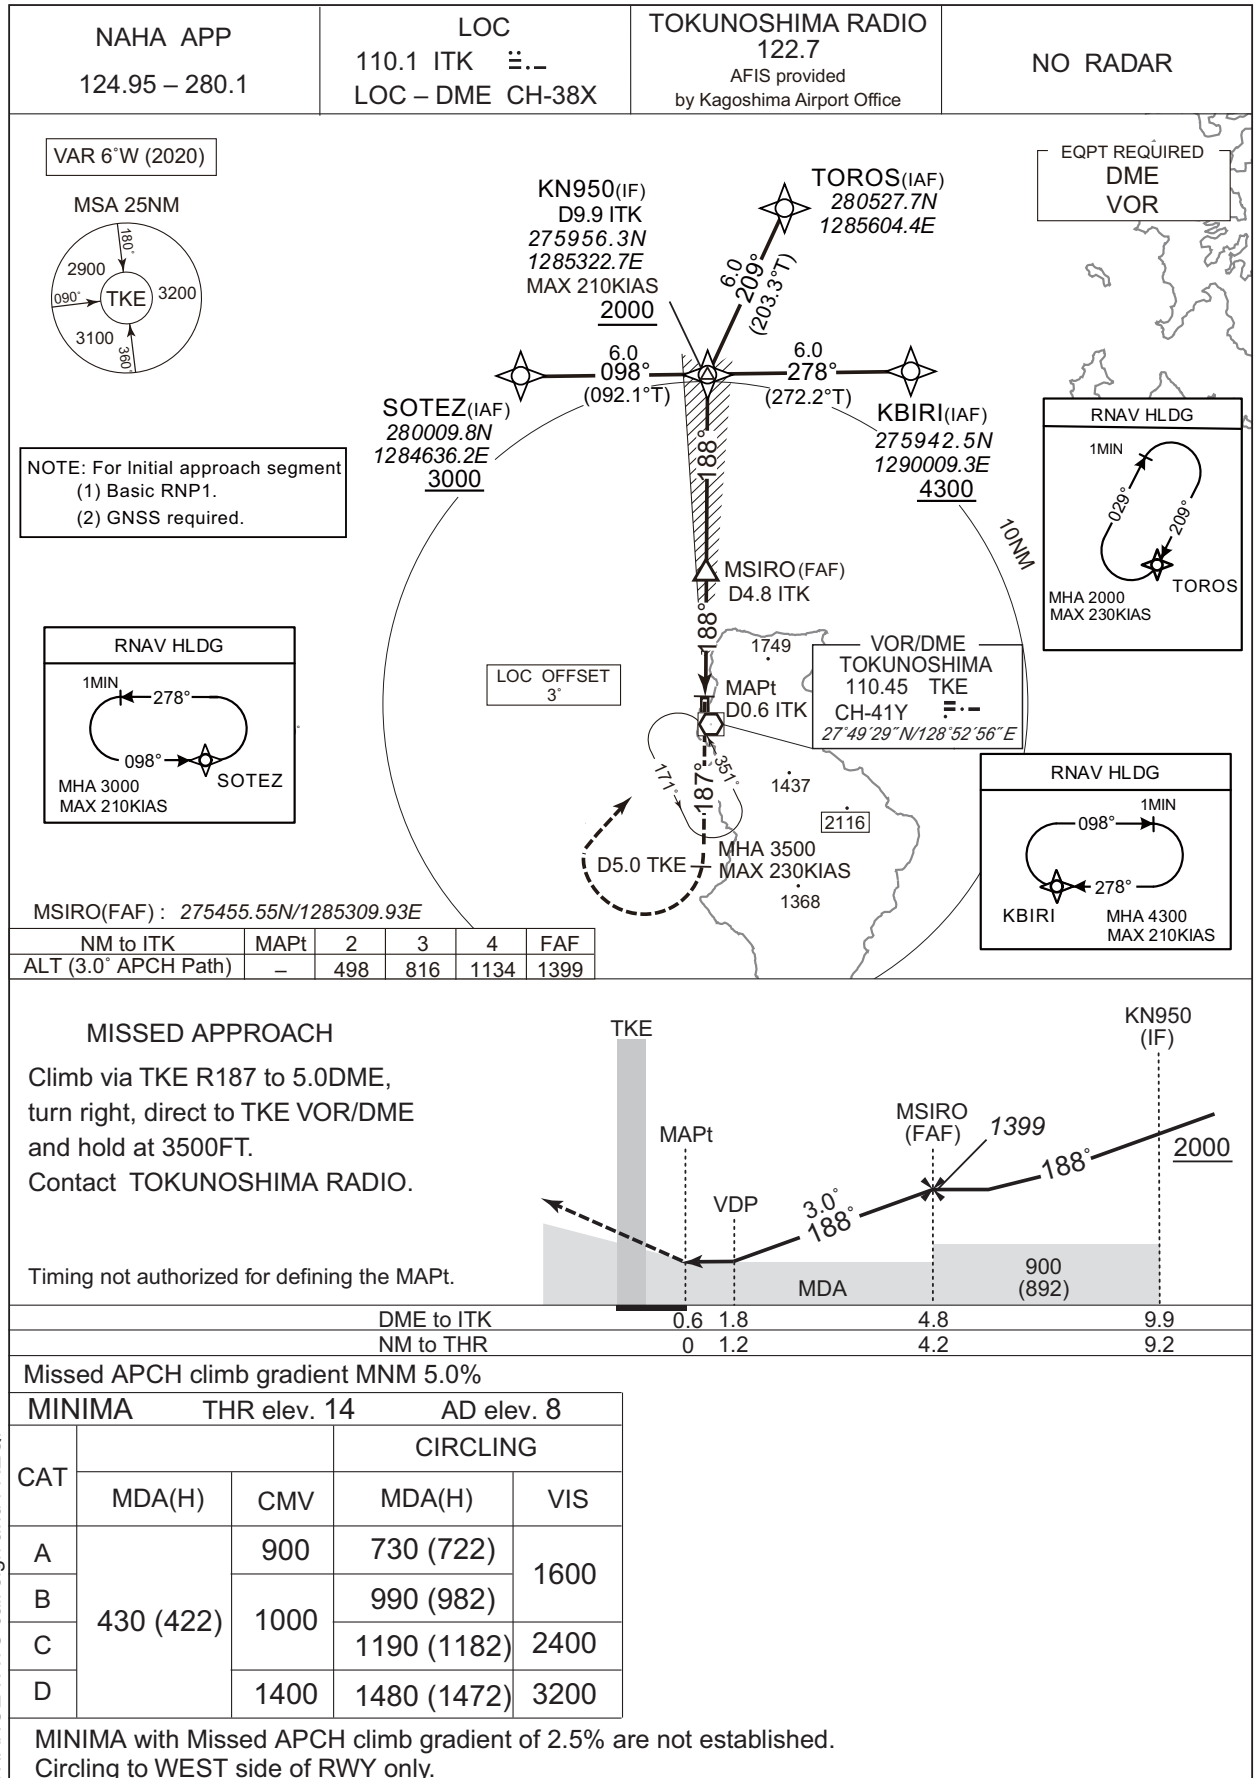 NAHA APP
124.95 – 280.1
LOC
110.1 ITK
LOC – DME CH-38X
TOKUNOSHIMA RADIO
122.7
AFIS provided
by Kagoshima Airport Office
NO RADAR
VAR 6˚W (2020)
MSA 25NM
180˚
2900
090˚
TKE
3200
3100
360˚
KN950(IF)
D9.9 ITK
275956.3N
1285322.7E
MAX 210KIAS
2000
TOROS(IAF)
280527.7N
1285604.4E
EQPT REQUIRED
DME
VOR
6.0
209°
(203.3°T)
6.0
098°
(092.1°T)
6.0
278°
(272.2°T)
SOTEZ(IAF)
280009.8N
1284636.2E
3000
KBIRI(IAF)
275942.5N
1290009.3E
4300
188°
10NM
NOTE: For Initial approach segment
(1) Basic RNP1.
(2) GNSS required.
RNAV HLDG
1MIN
029°
209°
TOROS
MHA 2000
MAX 230KIAS
MSIRO(FAF)
D4.8 ITK
188°
RNAV HLDG
1MIN
278°
098°
SOTEZ
MHA 3000
MAX 210KIAS
LOC OFFSET
3˚
1749
MAPt
D0.6 ITK
VOR/DME
TOKUNOSHIMA
110.45 TKE
CH-41Y
27˚49´29˝N/128˚52´56˝E
171˚
187°
351˚
1437
2116
D5.0 TKE
MHA 3500
MAX 230KIAS
1368
RNAV HLDG
1MIN
098°
278°
KBIRI
MHA 4300
MAX 210KIAS
MSIRO(FAF) : 275455.55N/1285309.93E
NM to ITK MAPt 2 3 4 FAF
ALT (3.0˚ APCH Path) – 498 816 1134 1399
MISSED APPROACH
Climb via TKE R187 to 5.0DME,
turn right, direct to TKE VOR/DME
and hold at 3500FT.
Contact TOKUNOSHIMA RADIO.
Timing not authorized for defining the MAPt.
TKE
MAPt
VDP
3.0˚
188˚
MSIRO
(FAF)
1399
188˚
KN950
(IF)
2000
MDA
900
(892)
DME to ITK 0.6 1.8 4.8 9.9
NM to THR 0 1.2 4.2 9.2
Missed APCH climb gradient MNM 5.0%
MINIMA THR elev. 14 AD elev. 8
CAT CIRCLING
MDA(H) CMV MDA(H) VIS
A 430 (422) 900 730 (722) 1600
B 1000 990 (982)
C 1190 (1182) 2400
D 1400 1480 (1472) 3200
MINIMA with Missed APCH climb gradient of 2.5% are not established.
Circling to WEST side of RWY only.